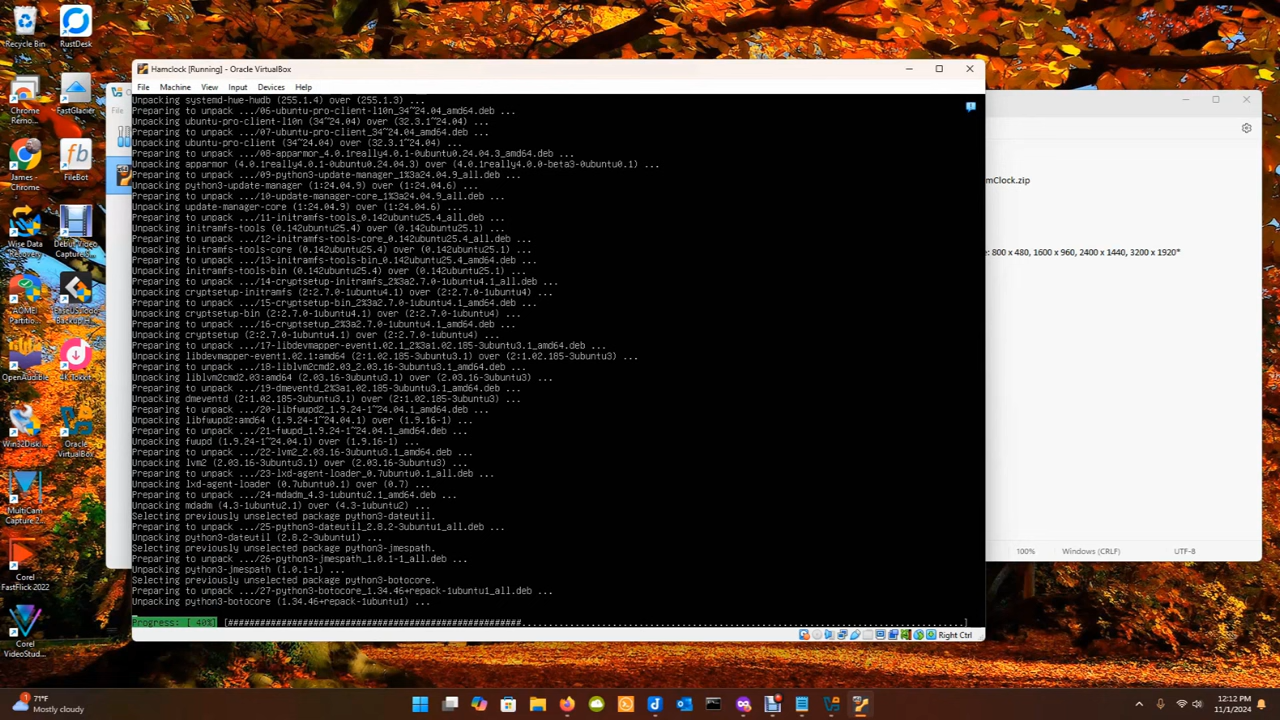 Recycle Bin
RustDesk
Chrome Remo...
FastGlacier
James - Chrome
FileBot
Wise Data Recovery
Debut Video Capture S...
AOMEI Partitio...
EaseUS Todo Backup H...
OpenAudible
4K Tokkit
Win32Diskl...
Oracle VirtualBox
MultiCam Capture 2...
Corel FastFlick 2022
Corel VideoStud...
Hamclock [Running] - Oracle VirtualBox
File Machine View Input Devices Help
Unpacking systemd-hwe-hwdb (255.1.4) over (255.1.3) ...
Preparing to unpack .../06-ubuntu-pro-client-l10n_34~24.04_amd64.deb ...
Unpacking ubuntu-pro-client-l10n (34~24.04) over (32.3.1~24.04) ...
Preparing to unpack .../07-ubuntu-pro-client_34~24.04_amd64.deb ...
Unpacking ubuntu-pro-client (34~24.04) over (32.3.1~24.04) ...
Preparing to unpack .../08-apparmor_4.0.1really4.0.1-0ubuntu0.24.04.3_amd64.deb ...
Unpacking apparmor (4.0.1really4.0.1-0ubuntu0.24.04.3) over (4.0.1really4.0.0-beta3-0ubuntu0.1) ...
Preparing to unpack .../09-python3-update-manager_1%3a24.04.9_all.deb ...
Unpacking python3-update-manager (1:24.04.9) over (1:24.04.6) ...
Preparing to unpack .../10-update-manager-core_1%3a24.04.9_all.deb ...
Unpacking update-manager-core (1:24.04.9) over (1:24.04.6) ...
Preparing to unpack .../11-initramfs-tools_0.142ubuntu25.4_all.deb ...
Unpacking initramfs-tools (0.142ubuntu25.4) over (0.142ubuntu25.1) ...
Preparing to unpack .../12-initramfs-tools-core_0.142ubuntu25.4_all.deb ...
Unpacking initramfs-tools-core (0.142ubuntu25.4) over (0.142ubuntu25.1) ...
Preparing to unpack .../13-initramfs-tools-bin_0.142ubuntu25.4_amd64.deb ...
Unpacking initramfs-tools-bin (0.142ubuntu25.4) over (0.142ubuntu25.1) ...
Preparing to unpack .../14-cryptsetup-initramfs_2%3a2.7.0-1ubuntu4.1_all.deb ...
Unpacking cryptsetup-initramfs (2:2.7.0-1ubuntu4.1) over (2:2.7.0-1ubuntu4) ...
Preparing to unpack .../15-cryptsetup-bin_2%3a2.7.0-1ubuntu4.1_amd64.deb ...
Unpacking cryptsetup-bin (2:2.7.0-1ubuntu4.1) over (2:2.7.0-1ubuntu4) ...
Preparing to unpack .../16-cryptsetup_2%3a2.7.0-1ubuntu4.1_amd64.deb ...
Unpacking cryptsetup (2:2.7.0-1ubuntu4.1) over (2:2.7.0-1ubuntu4) ...
Preparing to unpack .../17-libdevmapper-event1.02.1_2%3a1.02.185-3ubuntu3.1_amd64.deb ...
Unpacking libdevmapper-event1.02.1:amd64 (2:1.02.185-3ubuntu3.1) over (2:1.02.185-3ubuntu3) ...
Preparing to unpack .../18-liblvm2cmd2.03_2.03.16-3ubuntu3.1_amd64.deb ...
Unpacking liblvm2cmd2.03:amd64 (2.03.16-3ubuntu3.1) over (2.03.16-3ubuntu3) ...
Preparing to unpack .../19-dmeventd_2%3a1.02.185-3ubuntu3.1_amd64.deb ...
Unpacking dmeventd (2:1.02.185-3ubuntu3.1) over (2:1.02.185-3ubuntu3) ...
Preparing to unpack .../20-libfwupd2_1.9.24-1~24.04.1_amd64.deb ...
Unpacking libfwupd2:amd64 (1.9.24-1~24.04.1) over (1.9.16-1) ...
Preparing to unpack .../21-fwupd_1.9.24-1~24.04.1_amd64.deb ...
Unpacking fwupd (1.9.24-1~24.04.1) over (1.9.16-1) ...
Preparing to unpack .../22-lvm2_2.03.16-3ubuntu3.1_amd64.deb ...
Unpacking lvm2 (2.03.16-3ubuntu3.1) over (2.03.16-3ubuntu3) ...
Preparing to unpack .../23-lxd-agent-loader_0.7ubuntu0.1_all.deb ...
Unpacking lxd-agent-loader (0.7ubuntu0.1) over (0.7) ...
Preparing to unpack .../24-mdadm_4.3-1ubuntu2.1_amd64.deb ...
Unpacking mdadm (4.3-1ubuntu2.1) over (4.3-1ubuntu2) ...
Selecting previously unselected package python3-dateutil.
Preparing to unpack .../25-python3-dateutil_2.8.2-3ubuntu1_all.deb ...
Unpacking python3-dateutil (2.8.2-3ubuntu1) ...
Selecting previously unselected package python3-jmespath.
Preparing to unpack .../26-python3-jmespath_1.0.1-1_all.deb ...
Unpacking python3-jmespath (1.0.1-1) ...
Selecting previously unselected package python3-botocore.
Preparing to unpack .../27-python3-botocore_1.34.46+repack-1ubuntu1_all.deb ...
Unpacking python3-botocore (1.34.46+repack-1ubuntu1) ...
Progress: [ 40%]
Right Ctrl
mClock.zip
e: 800 x 480, 1600 x 960, 2400 x 1440, 3200 x 1920*
100% Windows (CRLF) UTF-8
71°F
Mostly cloudy
12:12 PM
11/1/2024